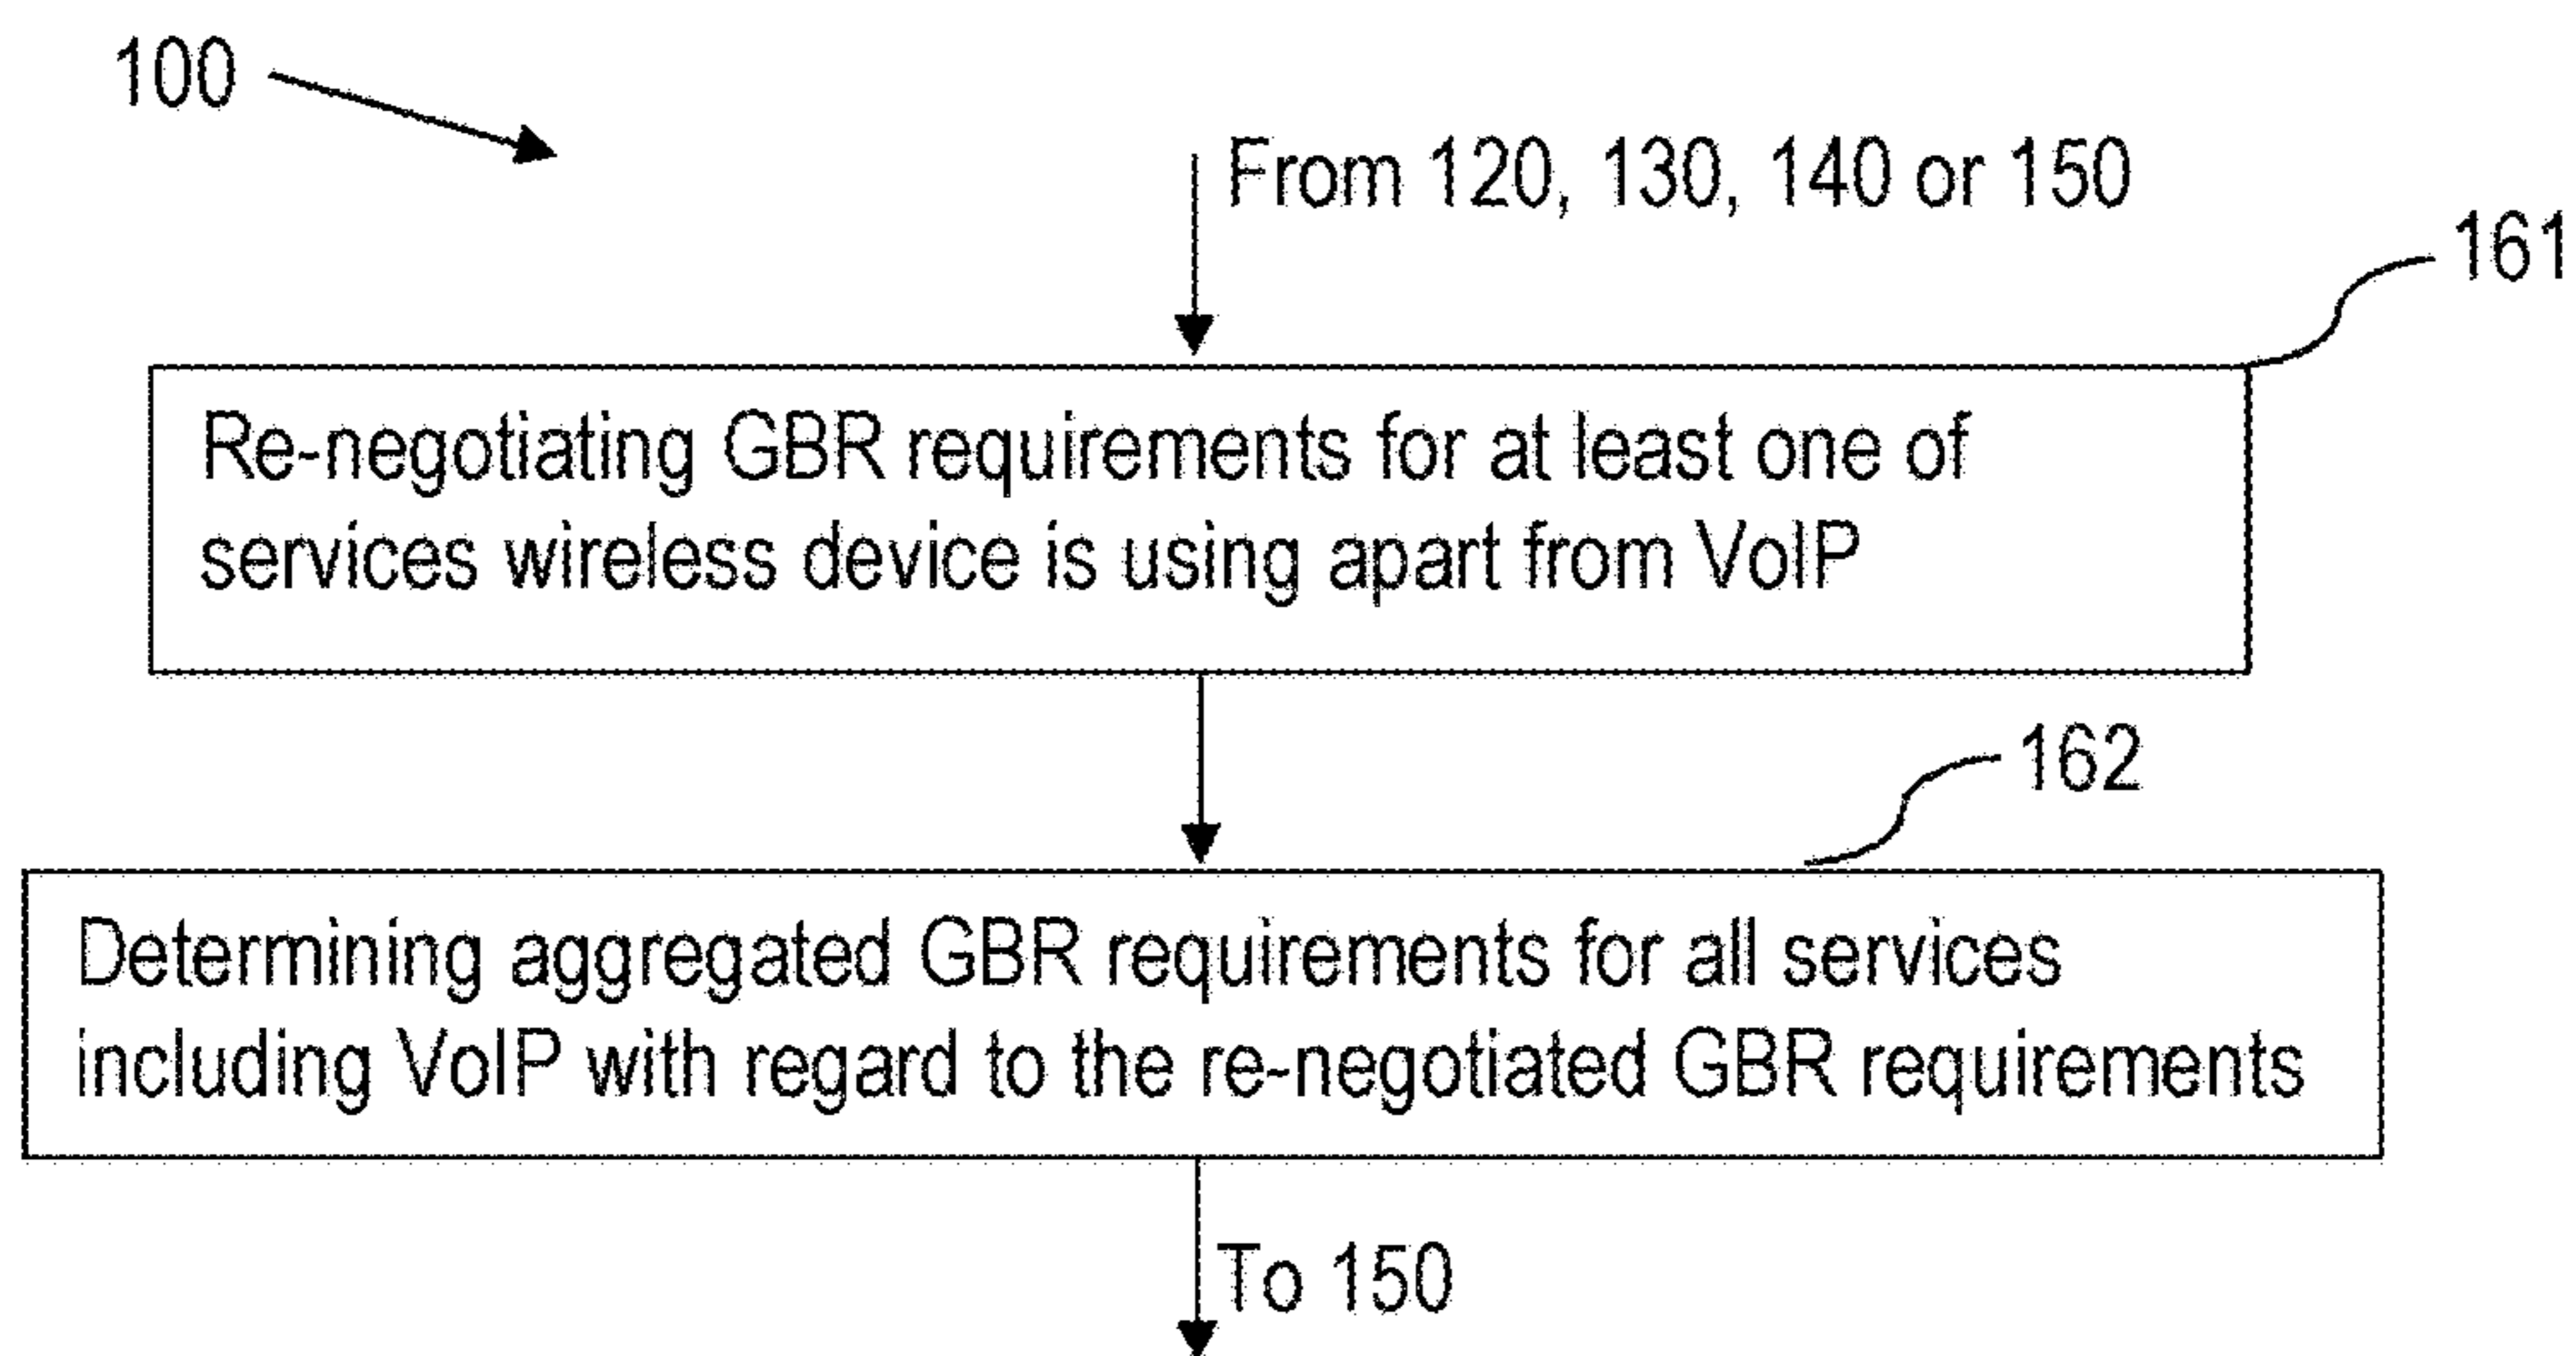 100
From 120, 130, 140 or 150
161
Re-negotiating GBR requirements for at least one of
services wireless device is using apart from VoIP
162
Determining aggregated GBR requirements for all services
including VoIP with regard to the re-negotiated GBR requirements
To 150